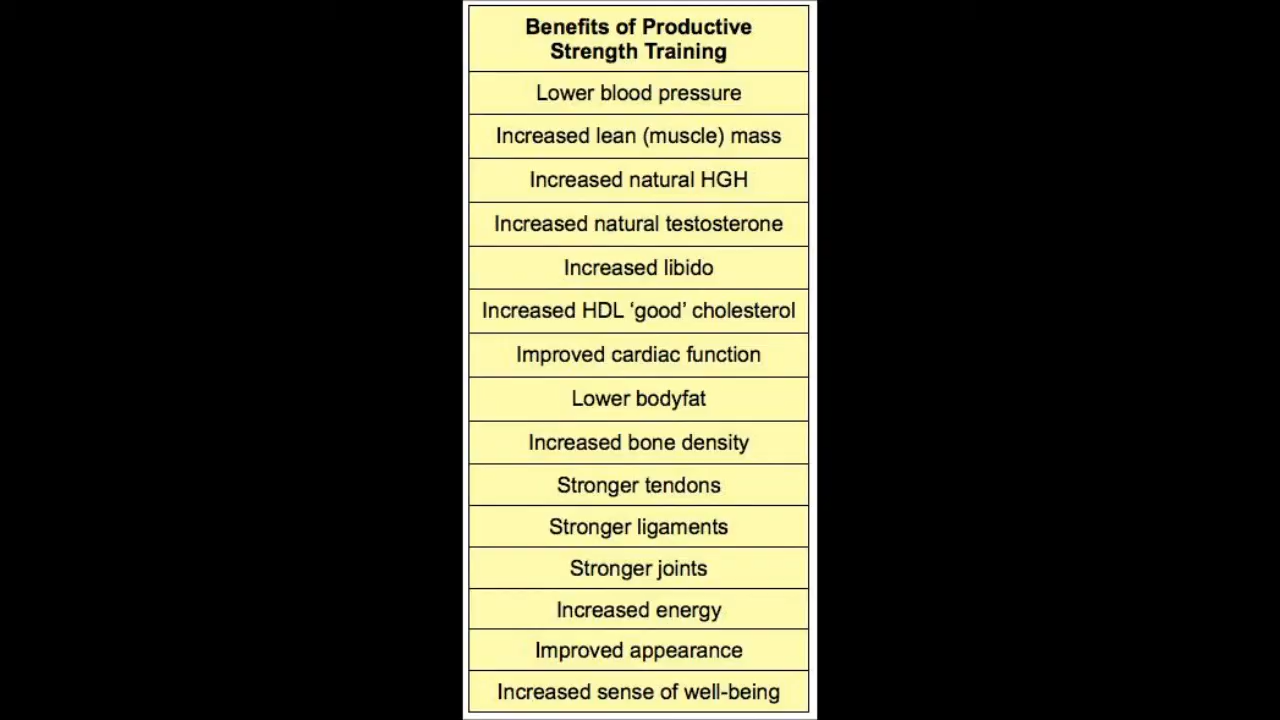 Benefits of Productive
Strength Training
Lower blood pressure
Increased lean (muscle) mass
Increased natural HGH
Increased natural testosterone
Increased libido
Increased HDL ‘good’ cholesterol
Improved cardiac function
Lower bodyfat
Increased bone density
Stronger tendons
Stronger ligaments
Stronger joints
Increased energy
Improved appearance
Increased sense of well-being